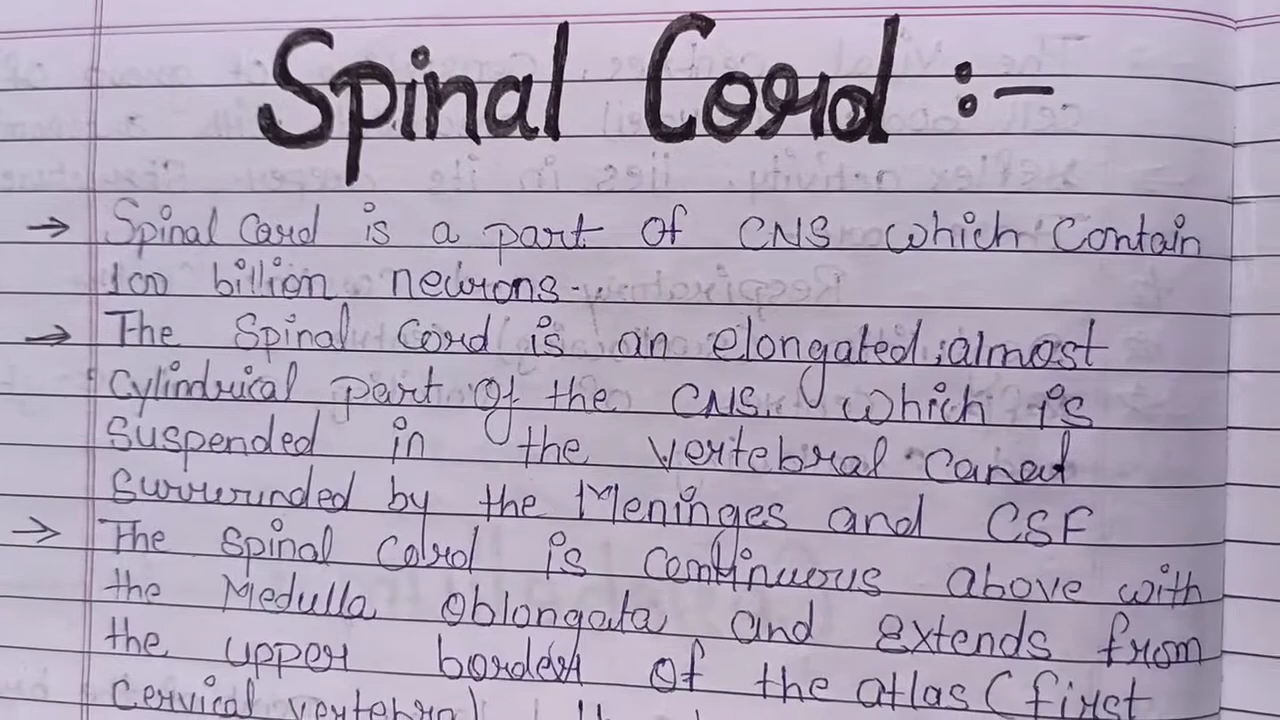 Spinal Cord :-
→ Spinal Cord is a part of CNS which contain
100 billion neurons.
→ The Spinal Cord is an elongated, almost
Cylindrical part of the CNS, which is
Suspended in the vertebral canal
Surrounded by the Meninges and CSF
→ The spinal Cord is continuous above with
the Medulla oblongata and extends from
the upper border of the atlas (first
Cervical vertebra)